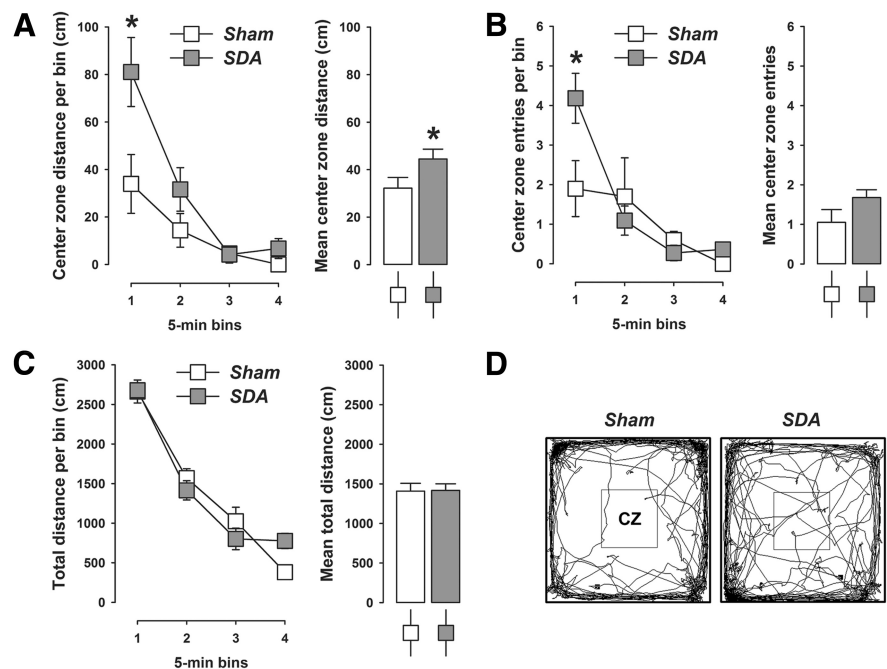 A
Center zone distance per bin (cm)
*
100
80
60
40
20
0
Sham
SDA
1 2 3 4
5-min bins
Mean center zone distance (cm)
100
80
60
40
20
0
*
B
Center zone entries per bin
6
5
4
3
2
1
0
*
Sham
SDA
1 2 3 4
5-min bins
Mean center zone entries
6
5
4
3
2
1
0
C
Total distance per bin (cm)
3000
2500
2000
1500
1000
500
0
Sham
SDA
1 2 3 4
5-min bins
Mean total distance (cm)
3000
2500
2000
1500
1000
500
0
D
Sham SDA
CZ